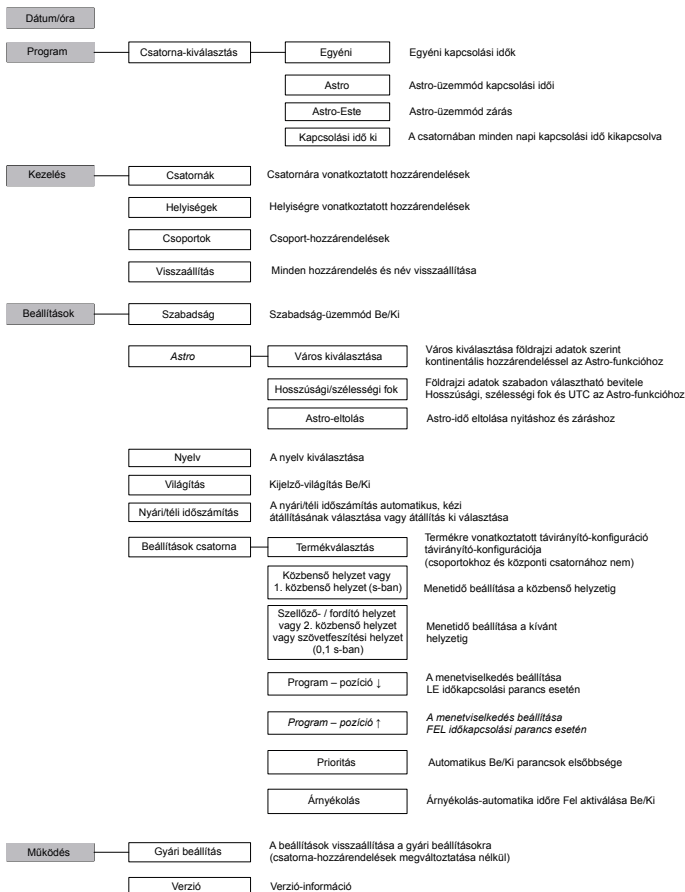 Dátum/óra
Program
Csatorna-kiválasztás
Egyéni
Egyéni kapcsolási idők
Astro
Astro-üzemmód kapcsolási idői
Astro-Este
Astro-üzemmód zárás
Kapcsolási idő ki
A csatornában minden napi kapcsolási idő kikapcsolva
Kezelés
Csatornák
Csatornára vonatkoztatott hozzárendelések
Helyiségek
Helyiségre vonatkoztatott hozzárendelések
Csoportok
Csoport-hozzárendelések
Visszaállítás
Minden hozzárendelés és név visszaállítása
Beállítások
Szabadság
Szabadság-üzemmód Be/Ki
Astro
Város kiválasztása
Város kiválasztása földrajzi adatok szerint
kontinentális hozzárendeléssel az Astro-funkcióhoz
Hosszúsági/szélességi fok
Földrajzi adatok szabadon választható bevitele
Hosszúsági, szélességi fok és UTC az Astro-funkcióhoz
Astro-eltolás
Astro-idő eltolása nyitáshoz és záráshoz
Nyelv
A nyelv kiválasztása
Világítás
Kijelző-világítás Be/Ki
Nyári/téli időszámítás
A nyári/téli időszámítás automatikus, kézi
átállításának választása vagy átállítás ki választása
Beállítások csatorna
Termékválasztás
Termékre vonatkoztatott távirányító-konfiguráció
távirányító-konfigurációja
(csoportokhoz és központi csatornához nem)
Közbenső helyzet vagy
1. közbenső helyzet (s-ban)
Menetidő beállítása a közbenső helyzetig
Szellőző- / fordító helyzet
vagy 2. közbenső helyzet
vagy szövetfeszítési helyzet
(0,1 s-ban)
Menetidő beállítása a kívánt
helyzetig
Program – pozíció ↓
A menetviselkedés beállítása
LE időkapcsolási parancs esetén
Program – pozíció ↑
A menetviselkedés beállítása
FEL időkapcsolási parancs esetén
Prioritás
Automatikus Be/Ki parancsok elsőbbsége
Árnyékolás
Árnyékolás-automatika időre Fel aktiválása Be/Ki
Működés
Gyári beállítás
A beállítások visszaállítása a gyári beállításokra
(csatorna-hozzárendelések megváltoztatása nélkül)
Verzió
Verzió-információ